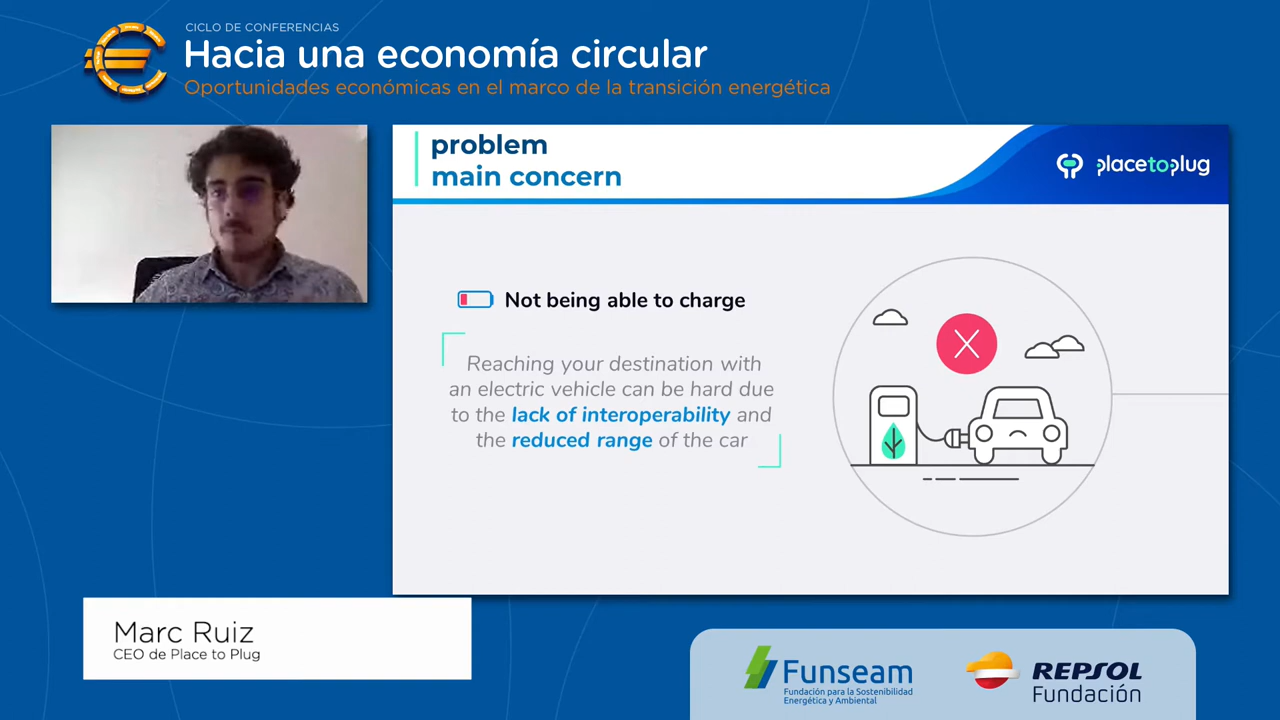 CICLO DE CONFERENCIAS
Hacia una economía circular
Oportunidades económicas en el marco de la transición energética
problem
main concern
placetoplug
Not being able to charge
Reaching your destination with
an electric vehicle can be hard due
to the lack of interoperability and
the reduced range of the car
Marc Ruiz
CEO de Place to Plug
Funseam
Fundación para la Sostenibilidad
Energética y Ambiental
REPSOL
Fundación